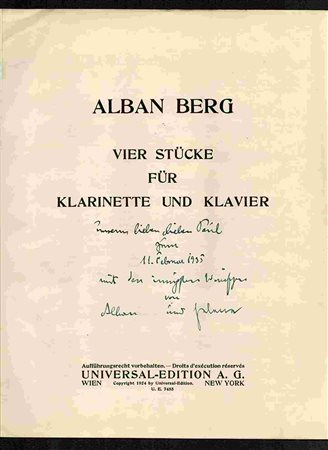 ALBAN BERG
VIER STÜCKE
FÜR
KLARINETTE UND KLAVIER
unserm lieben, lieben Paul
zum
11. Februar 1935
mit den innigsten Wünschen
von
Alban und Helene
Aufführungsrecht vorbehalten. — Droits d'exécution réservés
UNIVERSAL-EDITION A. G.
WIEN Copyright 1924 by Universal-Edition. NEW YORK
U. E. 7485